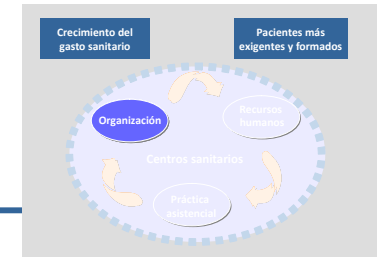 Crecimiento del
gasto sanitario
Pacientes más
exigentes y formados
Organización
Recursos
humanos
Centros sanitarios
Práctica
asistencial